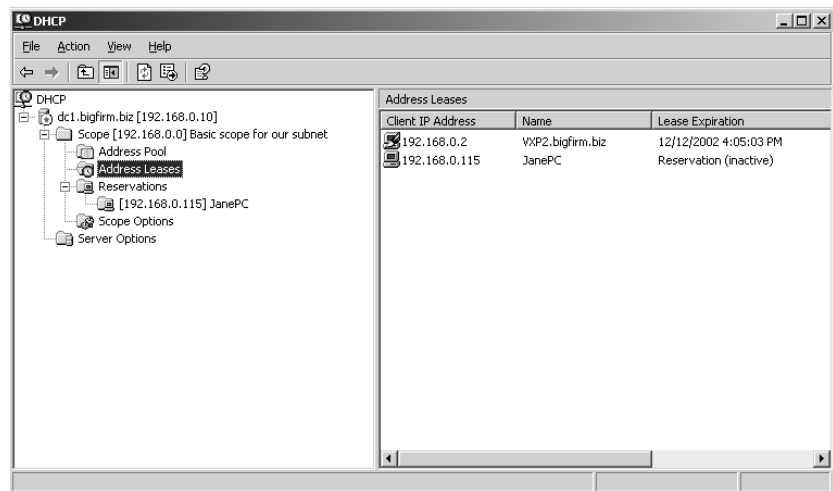 DHCP
File Action View Help
DHCP
dc1.bigfirm.biz [192.168.0.10]
Scope [192.168.0.0] Basic scope for our subnet
Address Pool
Address Leases
Reservations
[192.168.0.115] JanePC
Scope Options
Server Options
Address Leases
Client IP Address Name Lease Expiration
192.168.0.2 VXP2.bigfirm.biz 12/12/2002 4:05:03 PM
192.168.0.115 JanePC Reservation (inactive)